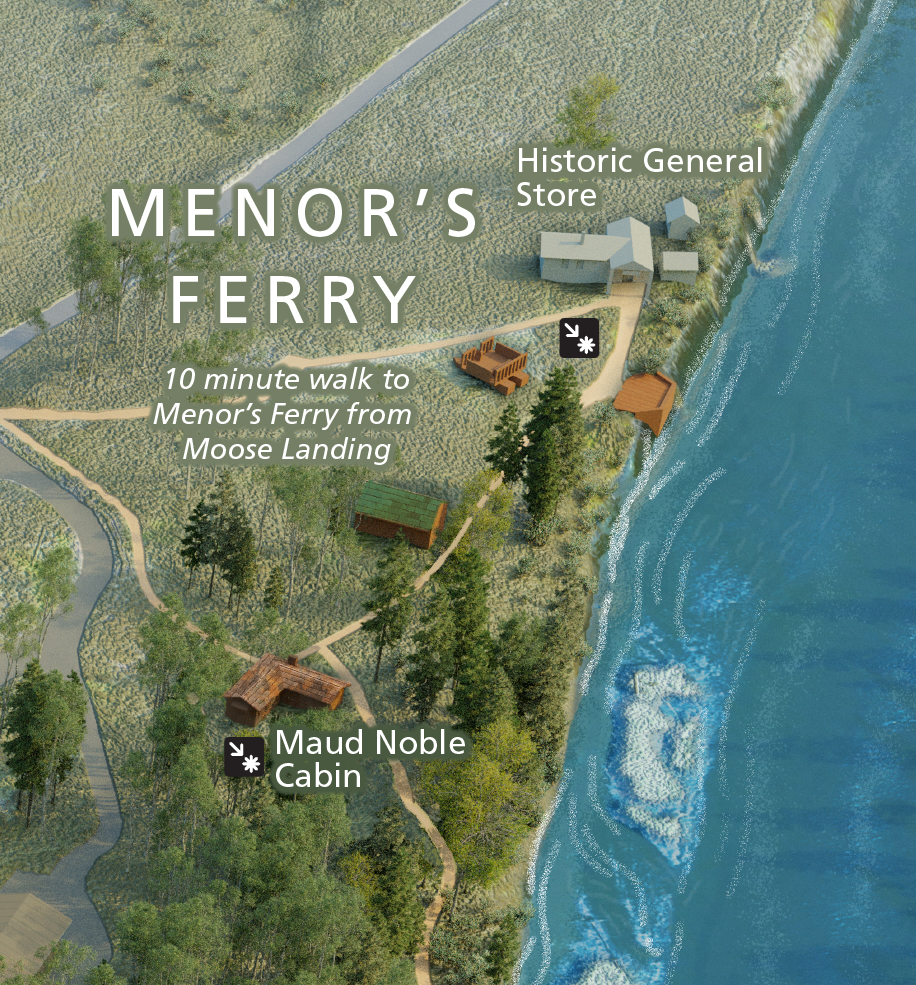 Historic General
Store
MENOR’S
FERRY
10 minute walk to
Menor’s Ferry from
Moose Landing
Maud Noble
Cabin